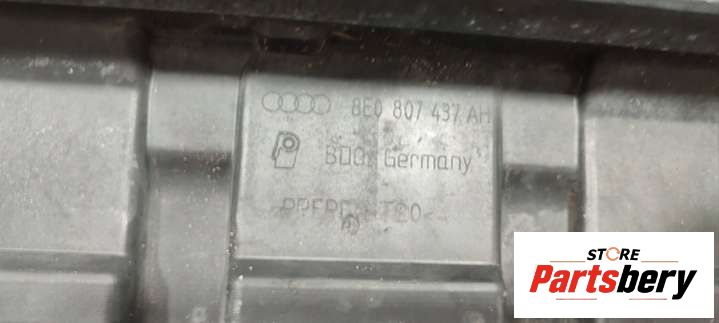 8E0 807 437 AH
Germany
STORE
Partsbery